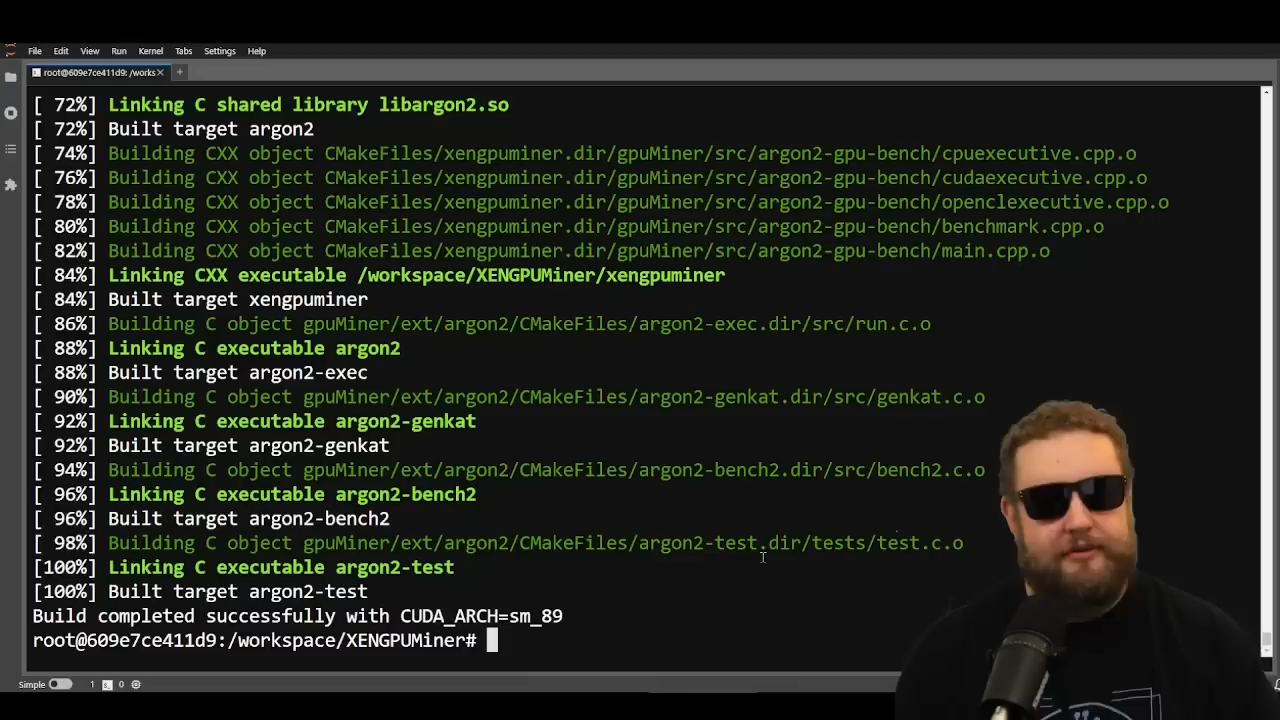 File Edit View Run Kernel Tabs Settings Help
root@609e7ce411d9: /works
[ 72%] Linking C shared library libargon2.so
[ 72%] Built target argon2
[ 74%] Building CXX object CMakeFiles/xengpuminer.dir/gpuMiner/src/argon2-gpu-bench/cpuexecutive.cpp.o
[ 76%] Building CXX object CMakeFiles/xengpuminer.dir/gpuMiner/src/argon2-gpu-bench/cudaexecutive.cpp.o
[ 78%] Building CXX object CMakeFiles/xengpuminer.dir/gpuMiner/src/argon2-gpu-bench/openclexecutive.cpp.o
[ 80%] Building CXX object CMakeFiles/xengpuminer.dir/gpuMiner/src/argon2-gpu-bench/benchmark.cpp.o
[ 82%] Building CXX object CMakeFiles/xengpuminer.dir/gpuMiner/src/argon2-gpu-bench/main.cpp.o
[ 84%] Linking CXX executable /workspace/XENGPUMiner/xengpuminer
[ 84%] Built target xengpuminer
[ 86%] Building C object gpuMiner/ext/argon2/CMakeFiles/argon2-exec.dir/src/run.c.o
[ 88%] Linking C executable argon2
[ 88%] Built target argon2-exec
[ 90%] Building C object gpuMiner/ext/argon2/CMakeFiles/argon2-genkat.dir/src/genkat.c.o
[ 92%] Linking C executable argon2-genkat
[ 92%] Built target argon2-genkat
[ 94%] Building C object gpuMiner/ext/argon2/CMakeFiles/argon2-bench2.dir/src/bench2.c.o
[ 96%] Linking C executable argon2-bench2
[ 96%] Built target argon2-bench2
[ 98%] Building C object gpuMiner/ext/argon2/CMakeFiles/argon2-test.dir/tests/test.c.o
[100%] Linking C executable argon2-test
[100%] Built target argon2-test
Build completed successfully with CUDA_ARCH=sm_89
root@609e7ce411d9:/workspace/XENGPUMiner#
Simple 1 0